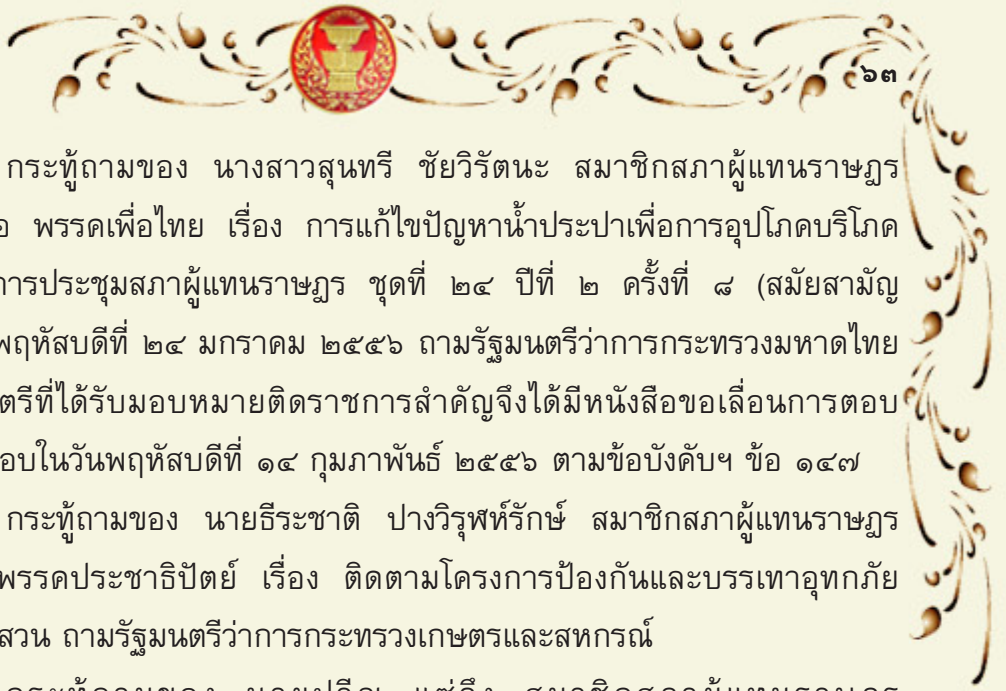 ๖๓
กระทู้ถามของ นางสาวสุนทรี ชัยวิรัตนะ สมาชิกสภาผู้แทนราษฎร
อ พรรคเพื่อไทย เรื่อง การแก้ไขปัญหาน้ำประปาเพื่อการอุปโภคบริโภค
การประชุมสภาผู้แทนราษฎร ชุดที่ ๒๔ ปีที่ ๒ ครั้งที่ ๘ (สมัยสามัญ
พฤหัสบดีที่ ๒๔ มกราคม ๒๕๕๖ ถามรัฐมนตรีว่าการกระทรวงมหาดไทย
ตรีที่ได้รับมอบหมายติดราชการสำคัญจึงได้มีหนังสือขอเลื่อนการตอบ
อบในวันพฤหัสบดีที่ ๑๔ กุมภาพันธ์ ๒๕๕๖ ตามข้อบังคับฯ ข้อ ๑๔๗
กระทู้ถามของ นายธีระชาติ ปางวิรุฬห์รักษ์ สมาชิกสภาผู้แทนราษฎร
พรรคประชาธิปัตย์ เรื่อง ติดตามโครงการป้องกันและบรรเทาอุทกภัย
สวน ถามรัฐมนตรีว่าการกระทรวงเกษตรและสหกรณ์